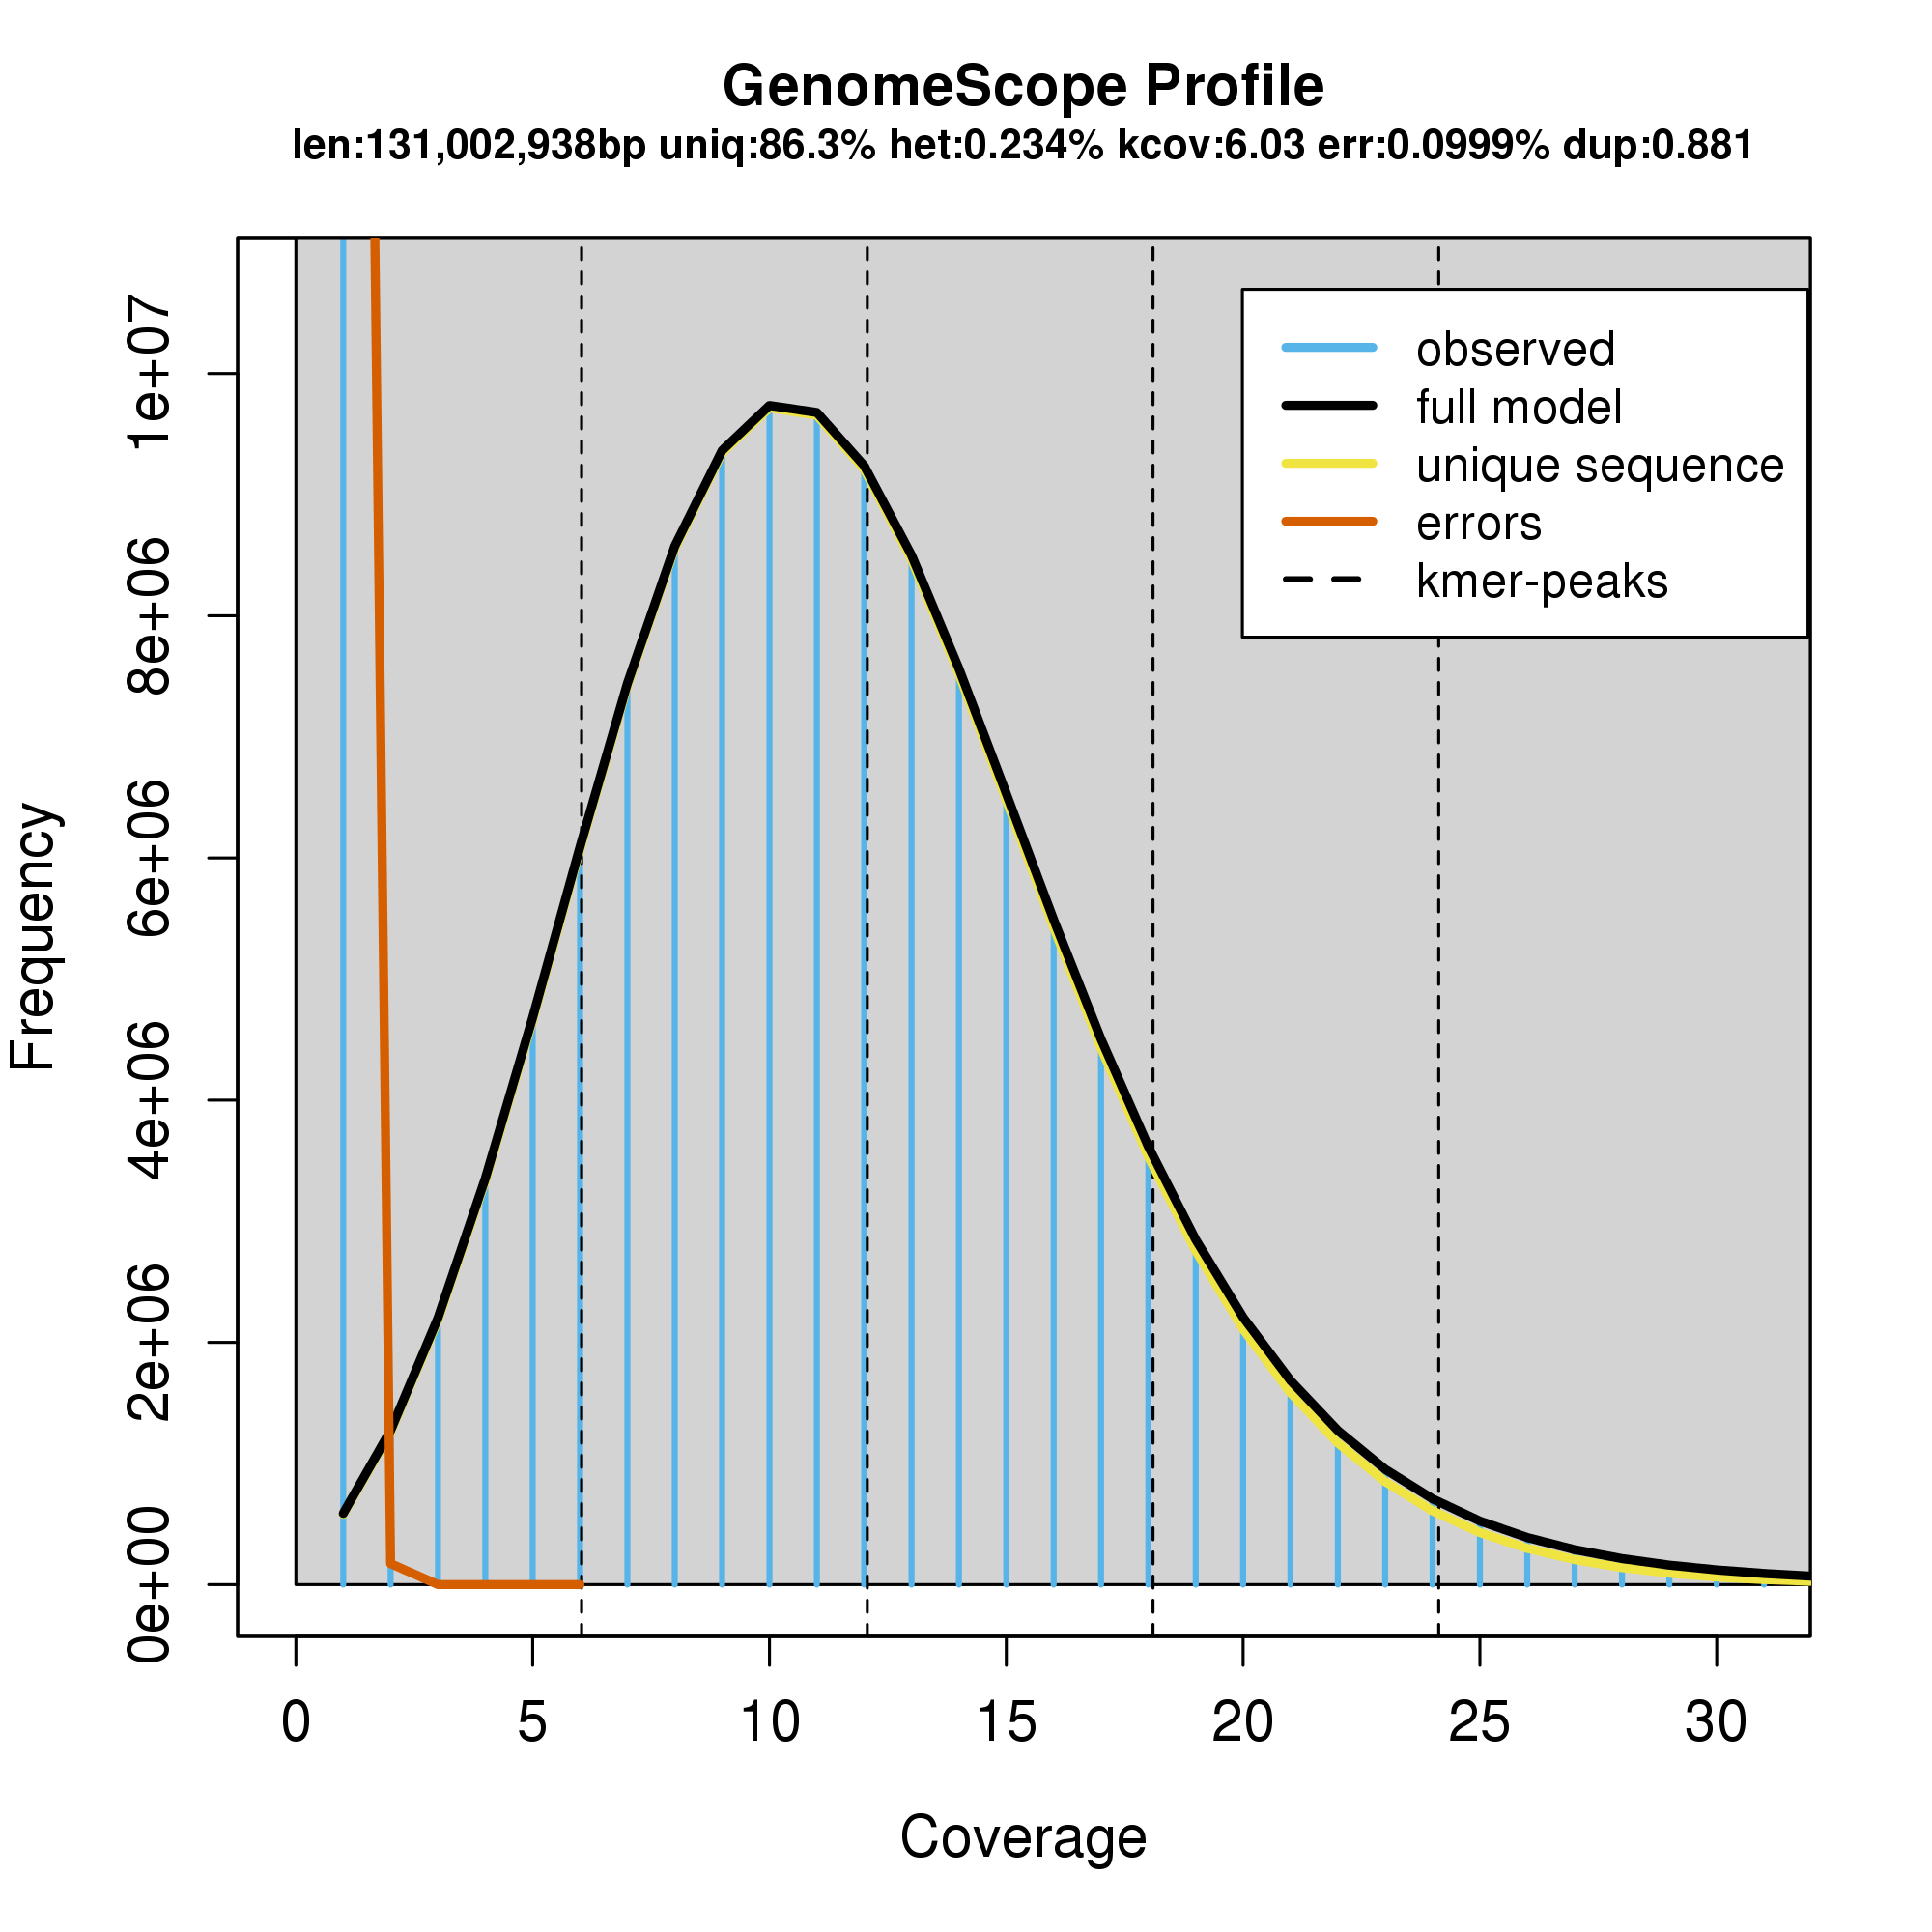 GenomeScope Profile
len:131,002,938bp uniq:86.3% het:0.234% kcov:6.03 err:0.0999% dup:0.881
observed
full model
unique sequence
errors
kmer-peaks
Frequency
1e+07
8e+06
6e+06
4e+06
2e+06
0e+00
0 5 10 15 20 25 30
Coverage